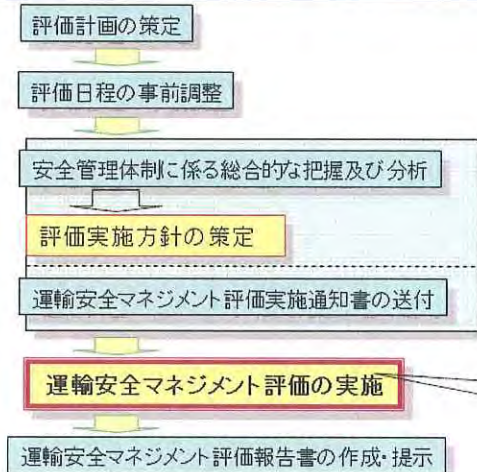 評価計画の策定
評価日程の事前調整
安全管理体制に係る総合的な把握及び分析
評価実施方針の策定
運輸安全マネジメント評価実施通知書の送付
運輸安全マネジメント評価の実施
運輸安全マネジメント評価報告書の作成・提示